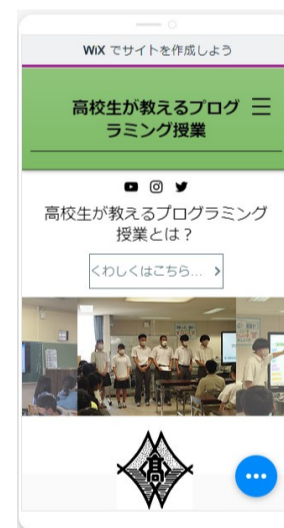 WiX でサイトを作成しよう
高校生が教えるプログ
ラミング授業
高校生が教えるプログラミング
授業とは？
くわしくはこちら...
高